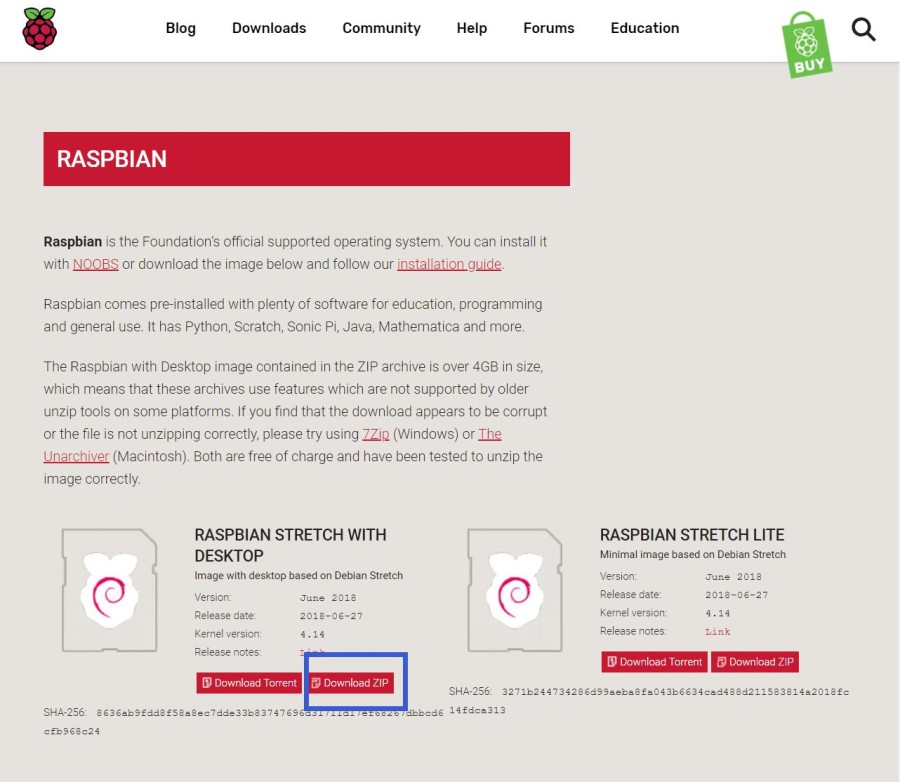 Blog Downloads Community Help Forums Education
BUY
RASPBIAN
Raspbian is the Foundation's official supported operating system. You can install it
with NOOBS or download the image below and follow our installation guide.
Raspbian comes pre-installed with plenty of software for education, programming
and general use. It has Python, Scratch, Sonic Pi, Java, Mathematica and more.
The Raspbian with Desktop image contained in the ZIP archive is over 4GB in size,
which means that these archives use features which are not supported by older
unzip tools on some platforms. If you find that the download appears to be corrupt
or the file is not unzipping correctly, please try using 7Zip (Windows) or The
Unarchiver (Macintosh). Both are free of charge and have been tested to unzip the
image correctly.
RASPBIAN STRETCH WITH
DESKTOP
Image with desktop based on Debian Stretch
Version: June 2018
Release date: 2018-06-27
Kernel version: 4.14
Release notes: Link
Download Torrent Download ZIP
SHA-256:
cfb968c24
RASPBIAN STRETCH LITE
Minimal image based on Debian Stretch
Version: June 2018
Release date: 2018-06-27
Kernel version: 4.14
Release notes: Link
Download Torrent Download ZIP
SHA-256: 3271b244734286d99aeba8fa043b6634cad488d211583814a2018fc
14fdca313